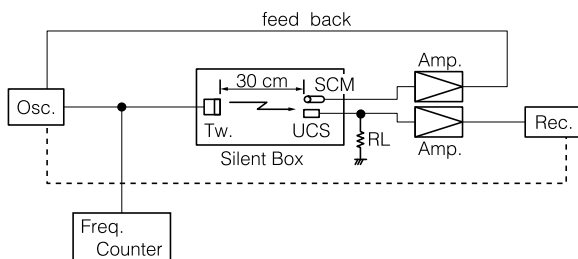 feed back
Amp.
30 cm
SCM
Osc.
Tw.
UCS
RL
Amp.
Rec.
Silent Box
Freq.
Counter